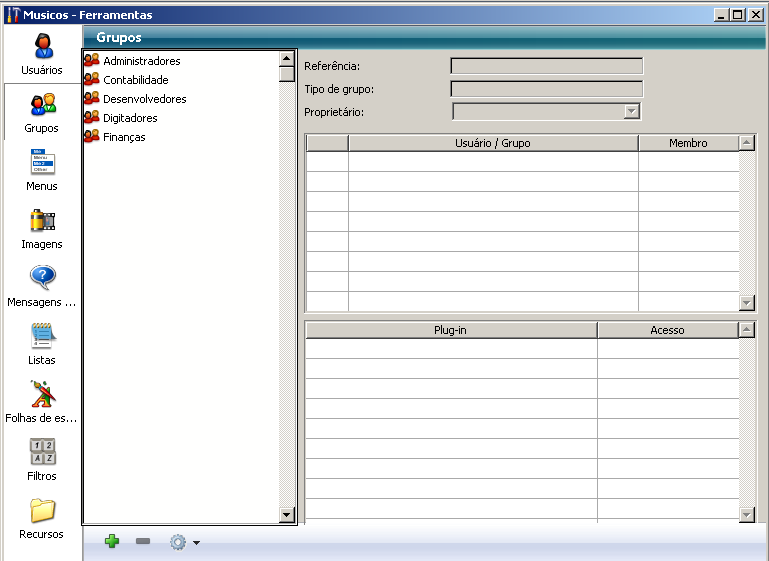 Musicos - Ferramentas
Grupos
Usuários
Grupos
Menus
Imagens
Mensagens ...
Listas
Folhas de es...
Filtros
Recursos
Administradores
Contabilidade
Desenvolvedores
Digitadores
Finanças
Referência:
Tipo de grupo:
Proprietário:
Usuário / Grupo
Membro
Plug-in
Acesso